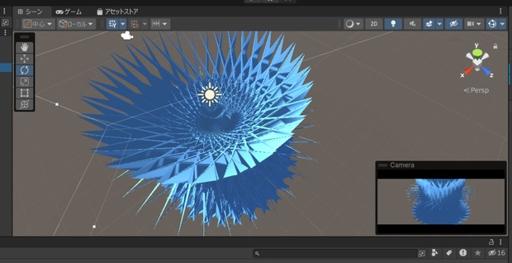 シーン ゲーム アセットストア
中心 ローカル 2D
y
x z
Persp
Camera
16